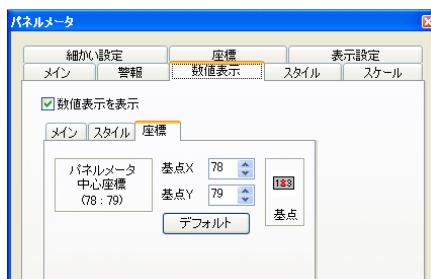 パネルメータ
細かい設定 座標 表示設定
メイン 警報 数値表示 スタイル スケール
数値表示を表示
メイン スタイル 座標
パネルメータ
中心座標
(78 : 79)
基点X 78
基点Y 79
デフォルト
183
基点